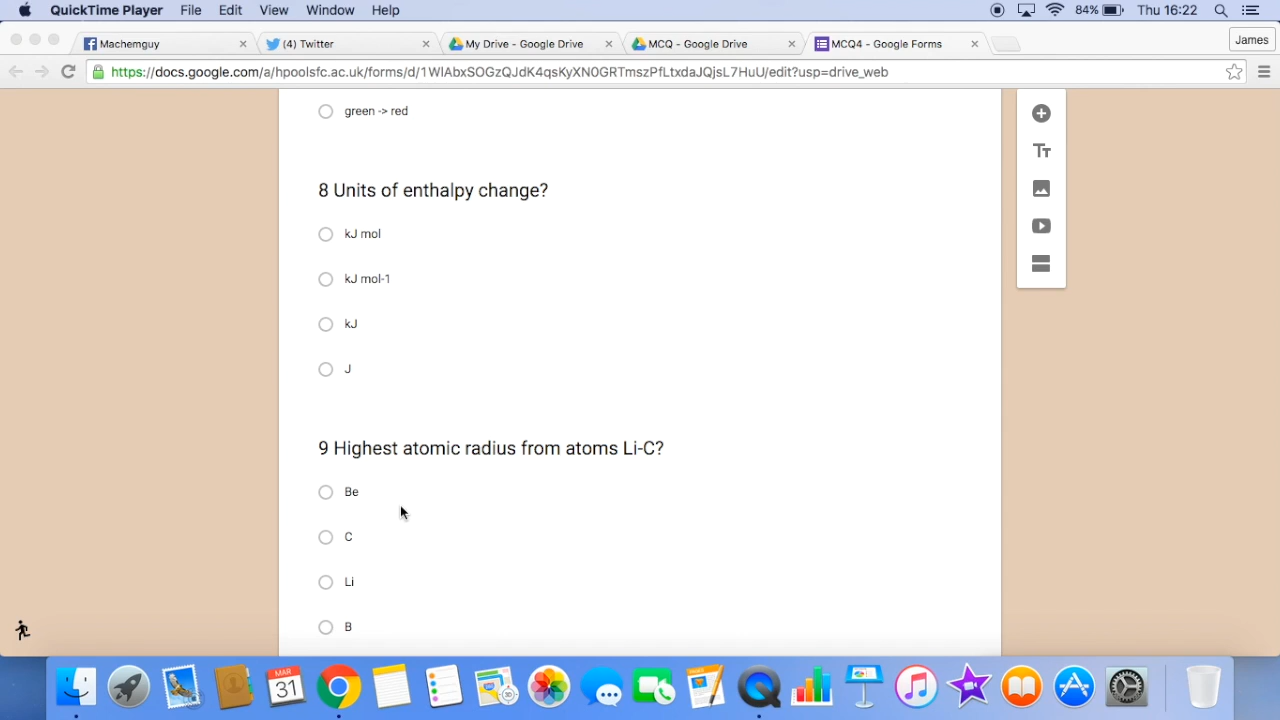 QuickTime Player File Edit View Window Help 84% Thu 16:22
Machemguy (4) Twitter My Drive - Google Drive MCQ - Google Drive MCQ4 - Google Forms James
https://docs.google.com/a/hpoolsfc.ac.uk/forms/d/1WIAbxSOGzQJdK4qsKyXN0GRTmszPfLtxdaJQjsL7HuU/edit?usp=drive_web
green -> red
Tт
8 Units of enthalpy change?
kJ mol
kJ mol-1
kJ
J
9 Highest atomic radius from atoms Li-C?
Be
C
Li
B
MAR
31